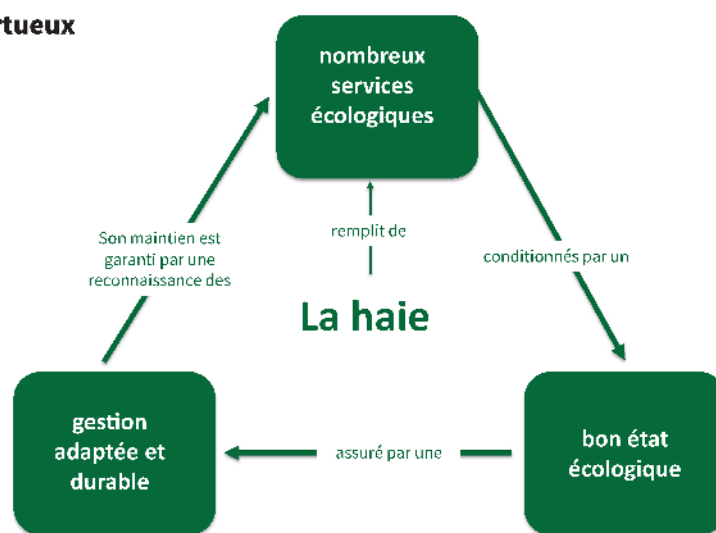 rtueux
nombreux
services
écologiques
Son maintien est
garanti par une
reconnaissance des
remplit de
conditionnés par un
La haie
gestion
adaptée et
durable
assuré par une
bon état
écologique